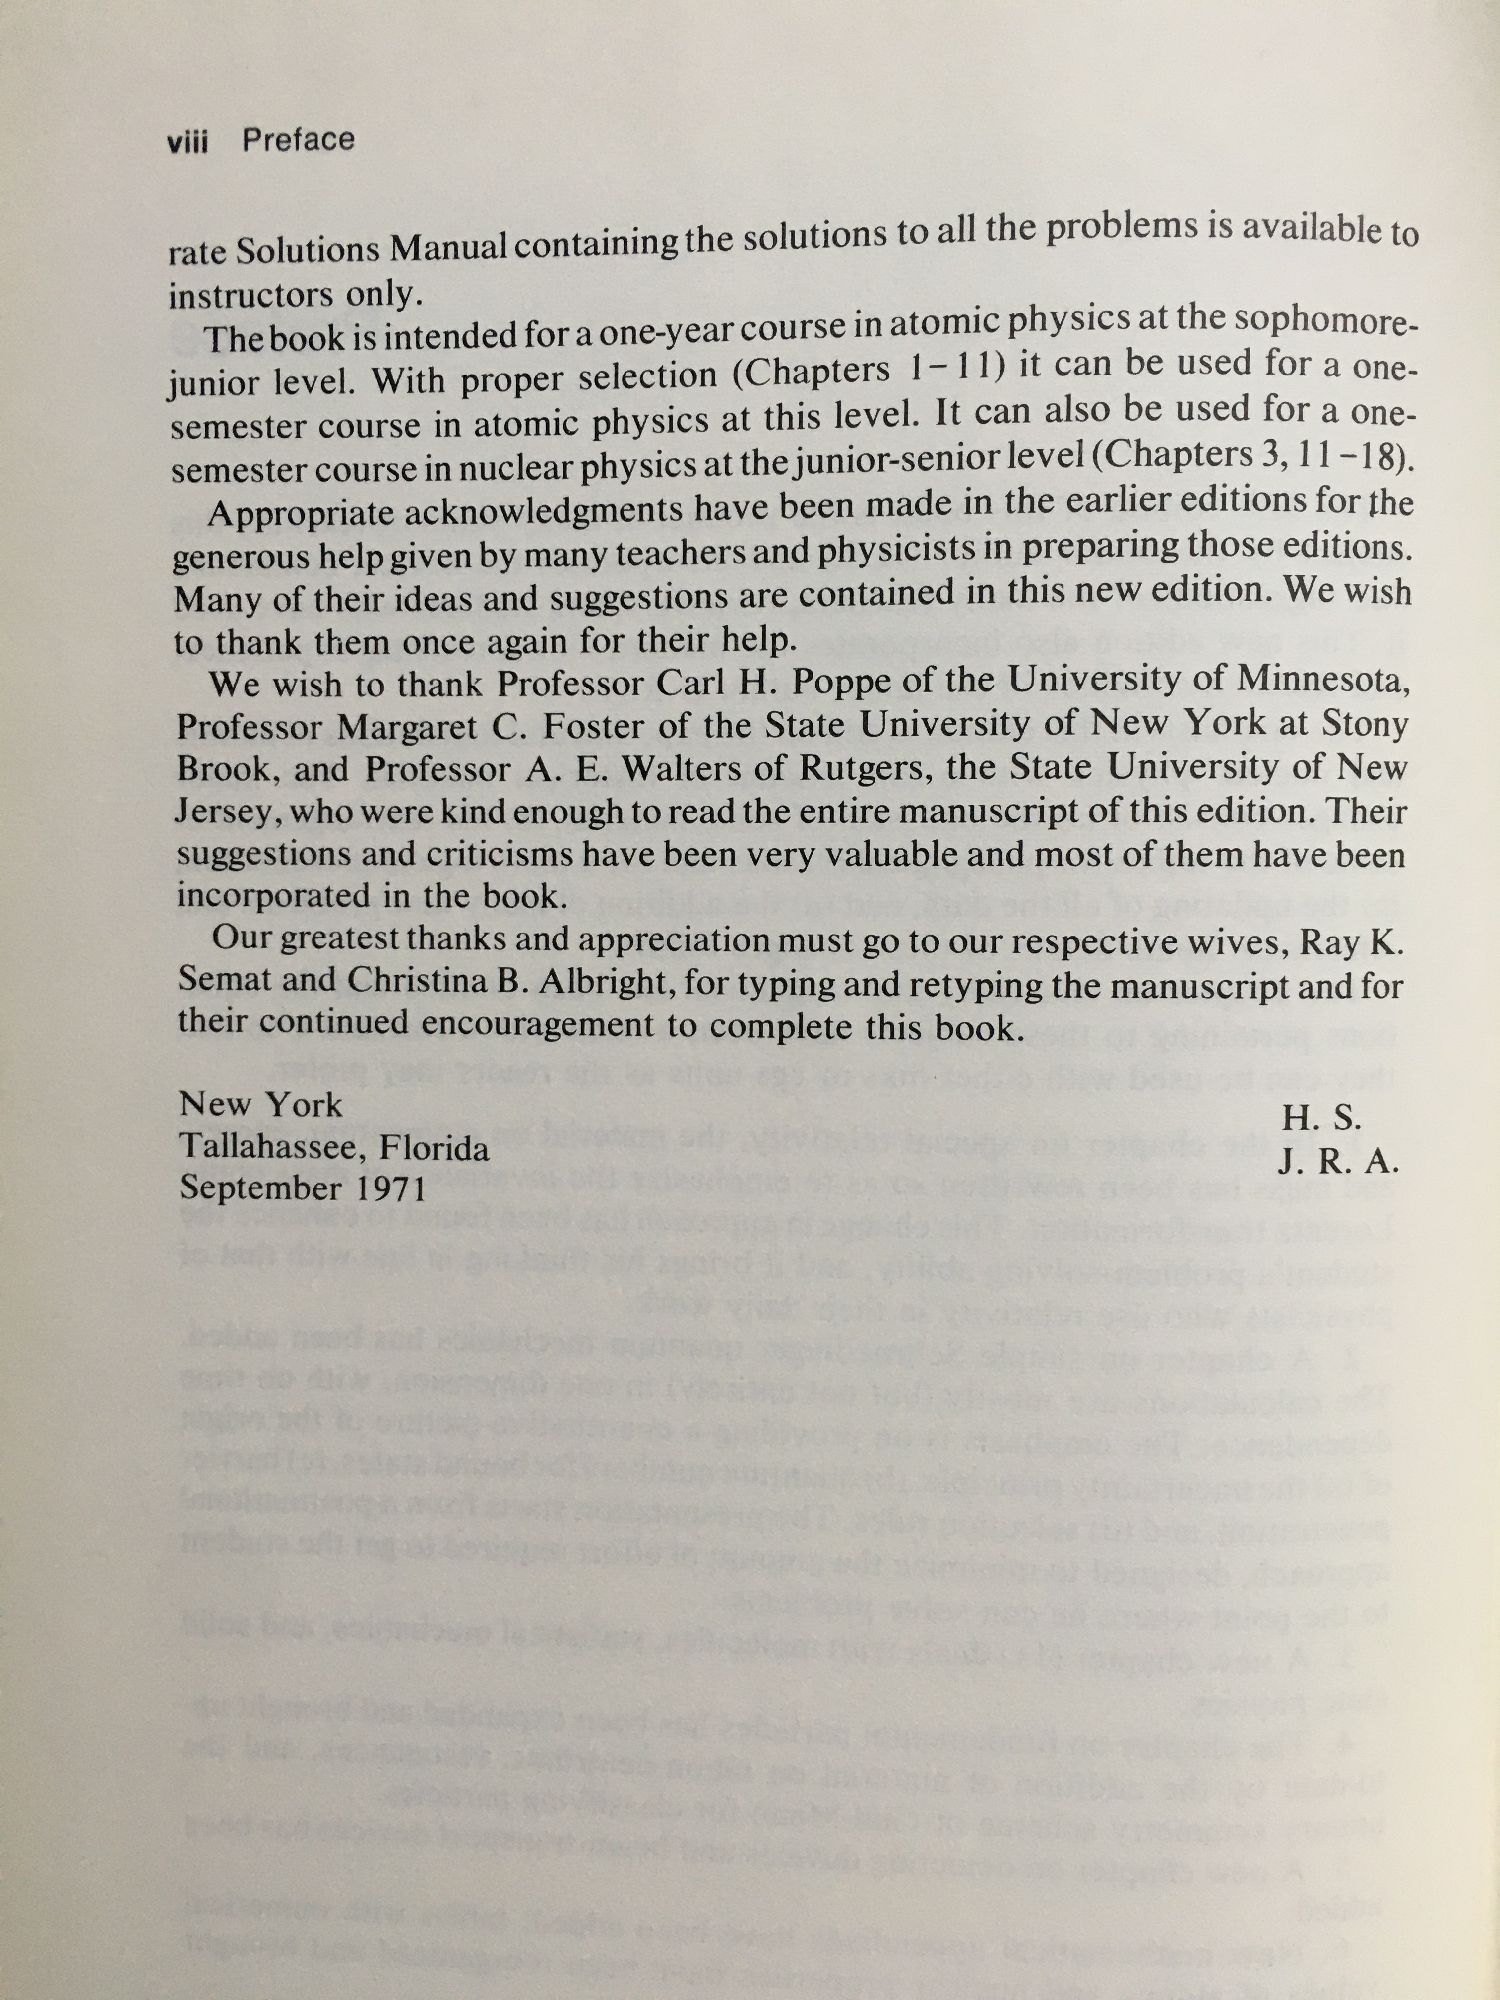 viii Preface
rate Solutions Manual containing the solutions to all the problems is available to
instructors only.
The book is intended for a one-year course in atomic physics at the sophomore-
junior level. With proper selection (Chapters 1–11) it can be used for a one-
semester course in atomic physics at this level. It can also be used for a one-
semester course in nuclear physics at the junior-senior level (Chapters 3, 11–18).
Appropriate acknowledgments have been made in the earlier editions for the
generous help given by many teachers and physicists in preparing those editions.
Many of their ideas and suggestions are contained in this new edition. We wish
to thank them once again for their help.
We wish to thank Professor Carl H. Poppe of the University of Minnesota,
Professor Margaret C. Foster of the State University of New York at Stony
Brook, and Professor A. E. Walters of Rutgers, the State University of New
Jersey, who were kind enough to read the entire manuscript of this edition. Their
suggestions and criticisms have been very valuable and most of them have been
incorporated in the book.
Our greatest thanks and appreciation must go to our respective wives, Ray K.
Semat and Christina B. Albright, for typing and retyping the manuscript and for
their continued encouragement to complete this book.
New York
Tallahassee, Florida
September 1971
H. S.
J. R. A.